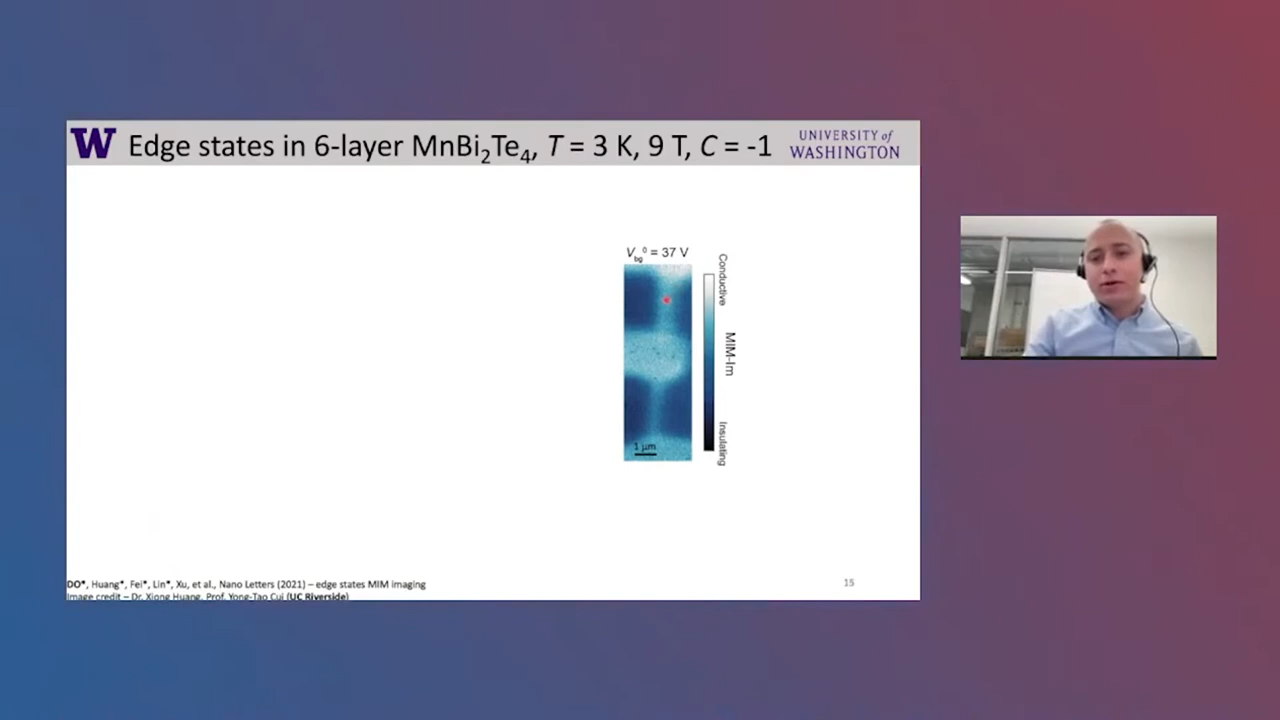 W Edge states in 6-layer MnBi₂Te₄, T = 3 K, 9 T, C = -1
UNIVERSITY of
WASHINGTON
V_bg⁰ = 37 V
Conductive
MIM-Im
Insulating
1 μm
DO*, Huang*, Fei*, Lin*, Xu, et al., Nano Letters (2021) – edge states MIM imaging
Image credit – Dr. Xiong Huang, Prof. Yong-Tao Cui (UC Riverside)
15